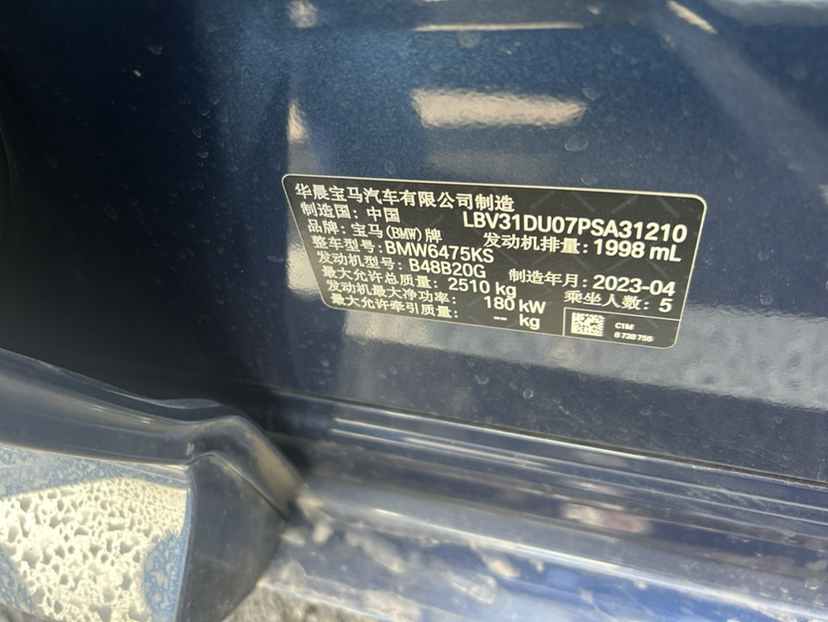 华晨宝马汽车有限公司制造
制造国：中国 LBV31DU07PSA31210
品牌：宝马(BMW)牌 发动机排量：1998 mL
整车型号：BMW6475KS
发动机型号：B48B20G 制造年月：2023-04
最大允许总质量： 2510 kg 乘坐人数：5
发动机最大净功率： 180 kW
最大允许牵引质量： -- kg
CTM
8738756